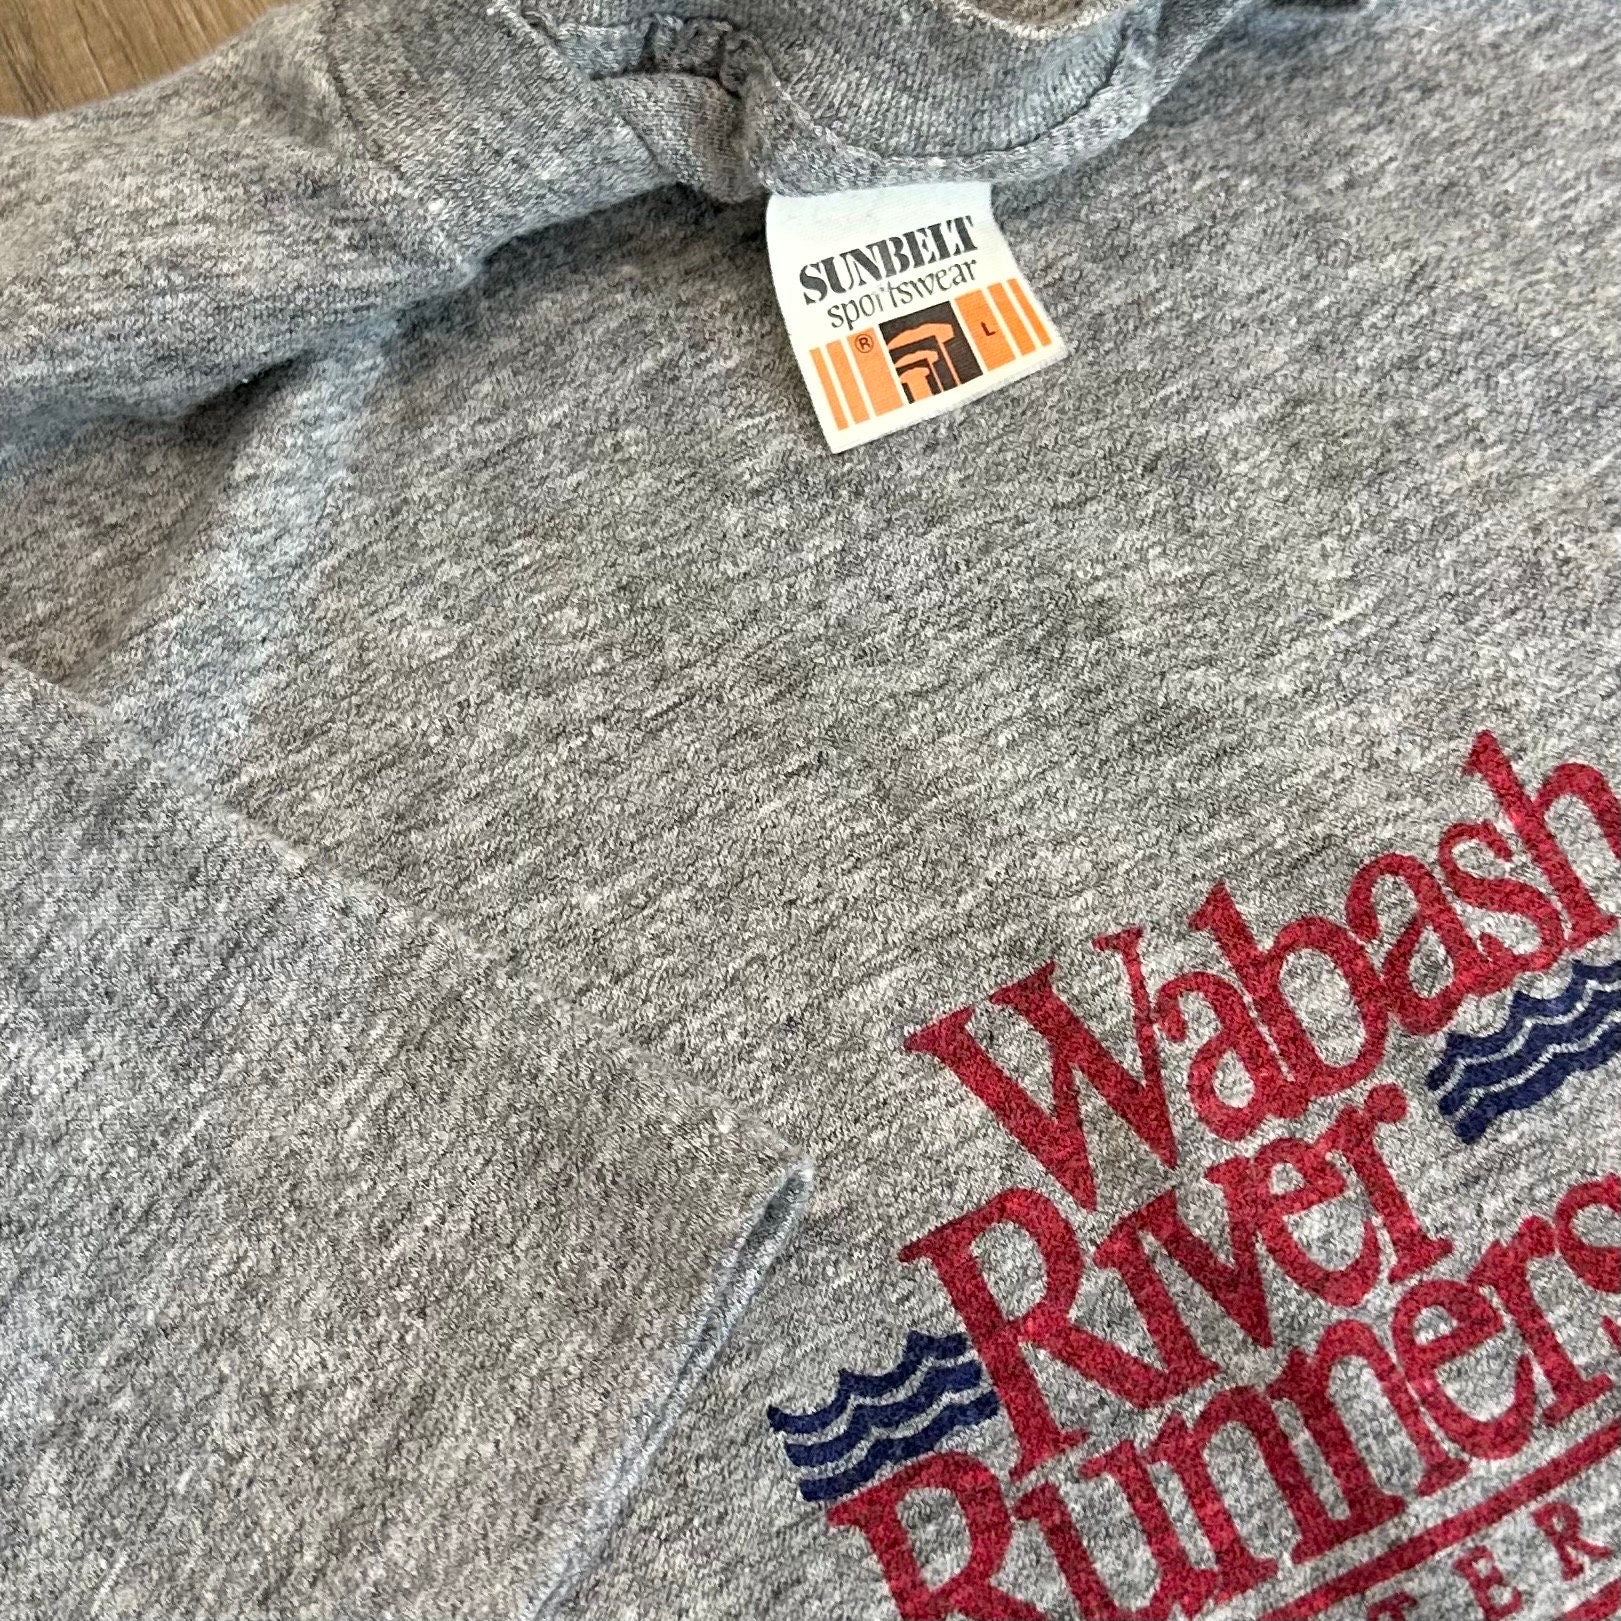 SUNBELT
sportswear
® L
Wabash
River
Runners